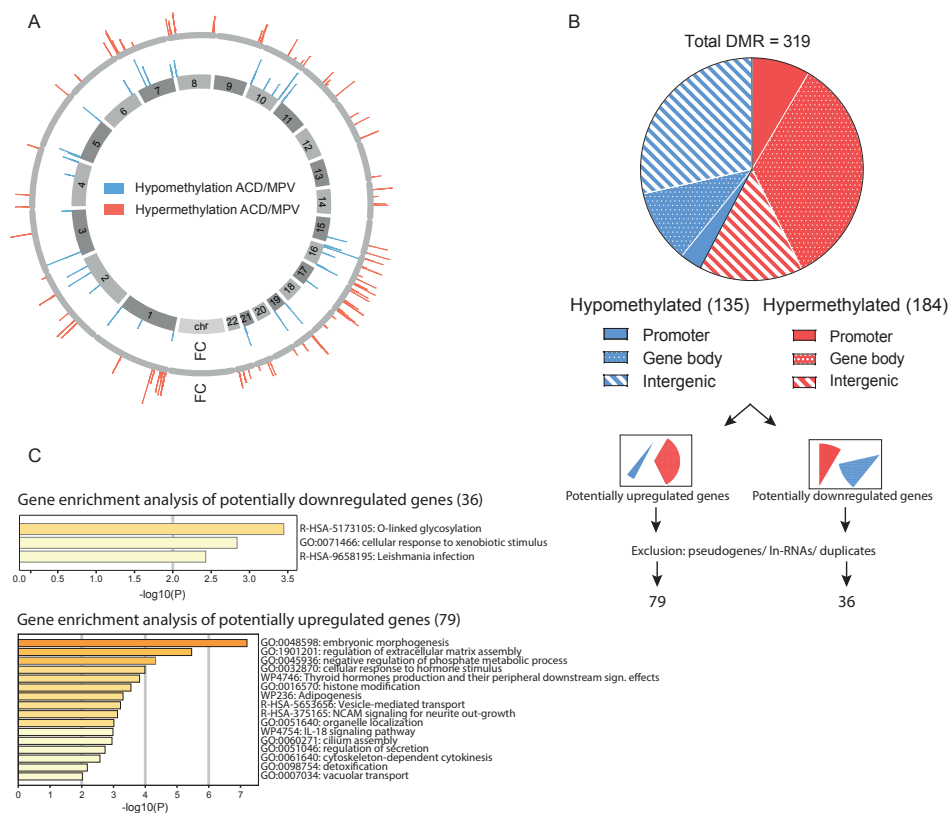 A
1
2
3
4
5
6
7
8
9
10
11
12
13
14
15
16
17
18
19
20
21
22
chr
FC
FC
Hypomethylation ACD/MPV
Hypermethylation ACD/MPV
B
Total DMR = 319
Hypomethylated (135) Hypermethylated (184)
Promoter Promoter
Gene body Gene body
Intergenic Intergenic
Potentially upregulated genes Potentially downregulated genes
Exclusion: pseudogenes/ ln-RNAs/ duplicates
79 36
C
Gene enrichment analysis of potentially downregulated genes (36)
R-HSA-5173105: O-linked glycosylation
GO:0071466: cellular response to xenobiotic stimulus
R-HSA-9658195: Leishmania infection
0.0 0.5 1.0 1.5 2.0 2.5 3.0 3.5
-log10(P)
Gene enrichment analysis of potentially upregulated genes (79)
GO:0048598: embryonic morphogenesis
GO:1901201: regulation of extracellular matrix assembly
GO:0045936: negative regulation of phosphate metabolic process
GO:0032870: cellular response to hormone stimulus
WP4746: Thyroid hormones production and their peripheral downstream sign. effects
GO:0016570: histone modification
WP236: Adipogenesis
R-HSA-5653656: Vesicle-mediated transport
R-HSA-375165: NCAM signaling for neurite out-growth
GO:0051640: organelle localization
WP4754: IL-18 signaling pathway
GO:0060271: cilium assembly
GO:0051046: regulation of secretion
GO:0061640: cytoskeleton-dependent cytokinesis
GO:0098754: detoxification
GO:0007034: vacuolar transport
0 1 2 3 4 5 6 7
-log10(P)